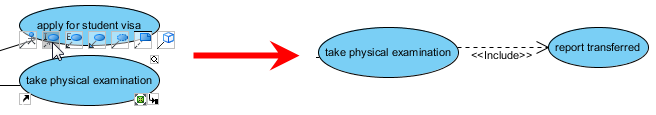 apply for student visa
take physical examination
take physical examination
<<Include>>
report transferred